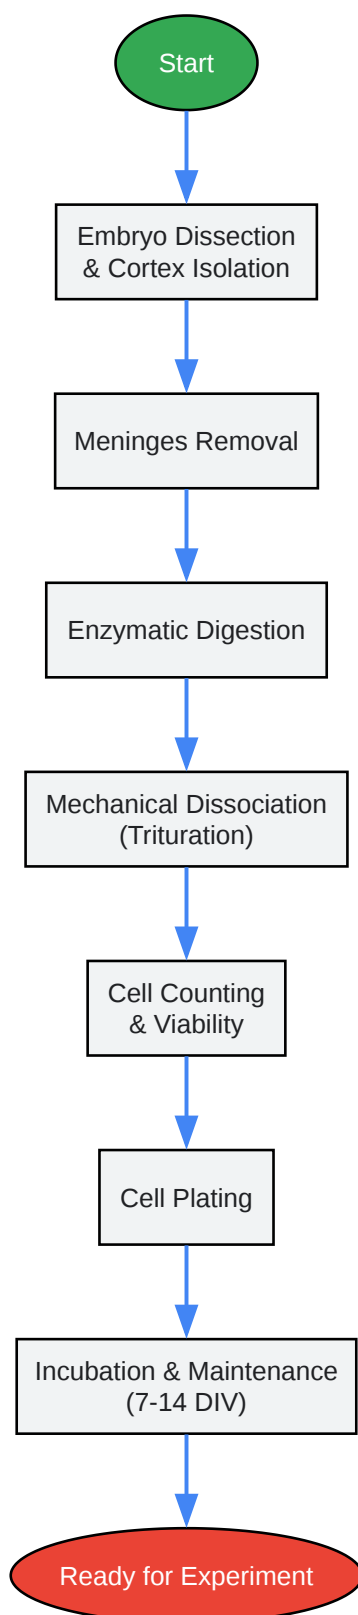 Start
Embryo Dissection
& Cortex Isolation
Meninges Removal
Enzymatic Digestion
Mechanical Dissociation
(Trituration)
Cell Counting
& Viability
Cell Plating
Incubation & Maintenance
(7-14 DIV)
Ready for Experiment